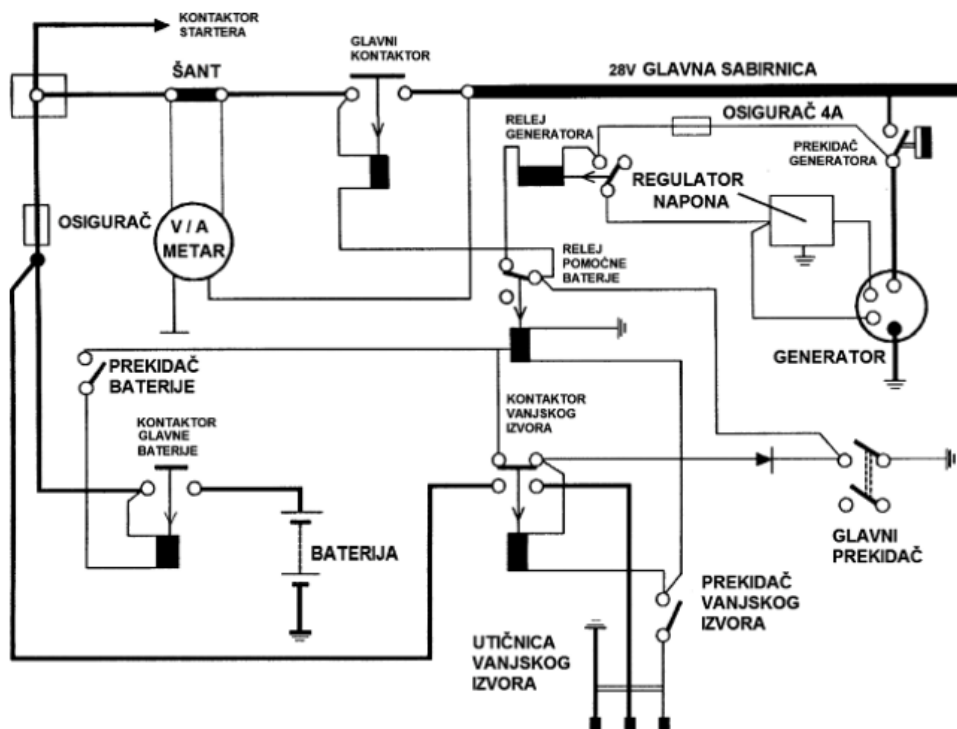 KONTAKTOR
STARTERA
GLAVNI
KONTAKTOR
ŠANT
28V GLAVNA SABIRNICA
RELEJ
GENERATORA
OSIGURAČ 4A
PREKIDAČ
GENERATORA
REGULATOR
NAPONA
OSIGURAČ
V / A
METAR
RELEJ
POMOĆNE
BATERIJE
GENERATOR
PREKIDAČ
BATERIJE
KONTAKTOR
VANJSKOG
IZVORA
KONTAKTOR
GLAVNE
BATERIJE
BATERIJA
GLAVNI
PREKIDAČ
PREKIDAČ
VANJSKOG
IZVORA
UTIČNICA
VANJSKOG
IZVORA